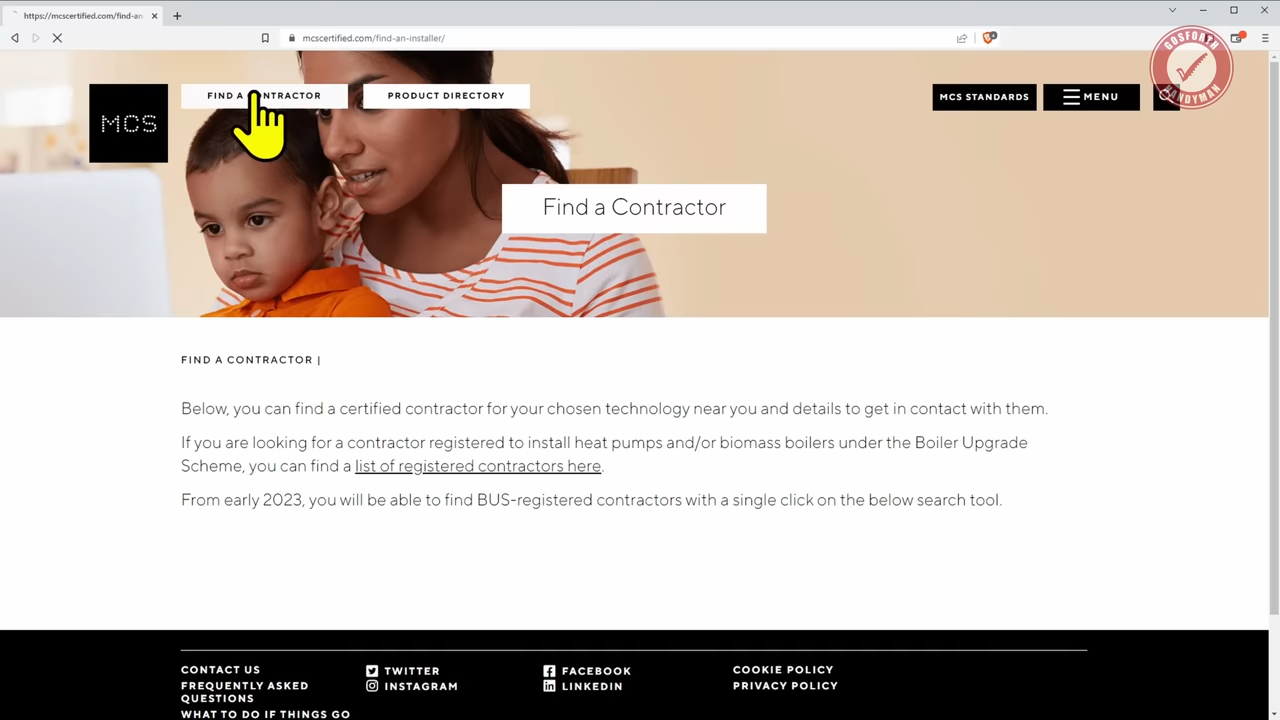 https://mcscertified.com/find-an
mcscertified.com/find-an-installer/
GOSFORTH
HANDYMAN
MCS
FIND A CONTRACTOR
PRODUCT DIRECTORY
MCS STANDARDS
MENU
Find a Contractor
FIND A CONTRACTOR |
Below, you can find a certified contractor for your chosen technology near you and details to get in contact with them.
If you are looking for a contractor registered to install heat pumps and/or biomass boilers under the Boiler Upgrade
Scheme, you can find a list of registered contractors here.
From early 2023, you will be able to find BUS-registered contractors with a single click on the below search tool.
CONTACT US
FREQUENTLY ASKED
QUESTIONS
WHAT TO DO IF THINGS GO
TWITTER
INSTAGRAM
FACEBOOK
LINKEDIN
COOKIE POLICY
PRIVACY POLICY